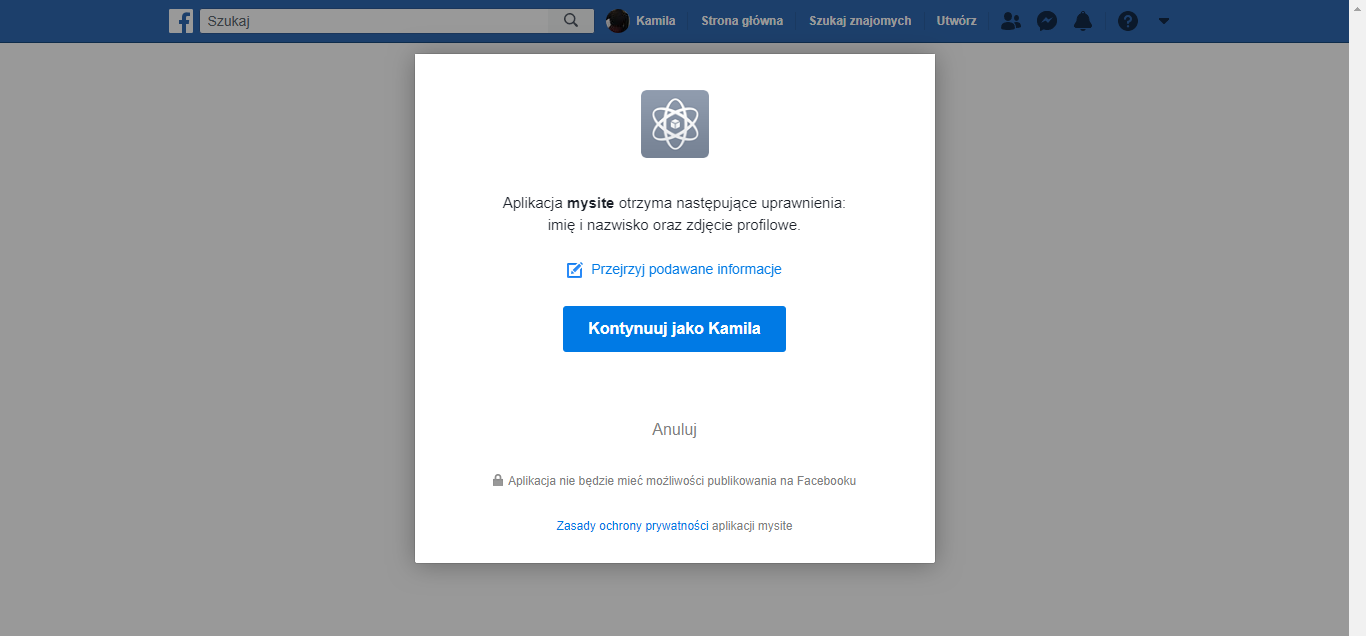 Szukaj
Kamila
Strona główna
Szukaj znajomych
Utwórz
Aplikacja mysite otrzyma następujące uprawnienia:
imię i nazwisko oraz zdjęcie profilowe.
Przejrzyj podawane informacje
Kontynuuj jako Kamila
Anuluj
Aplikacja nie będzie mieć możliwości publikowania na Facebooku
Zasady ochrony prywatności aplikacji mysite